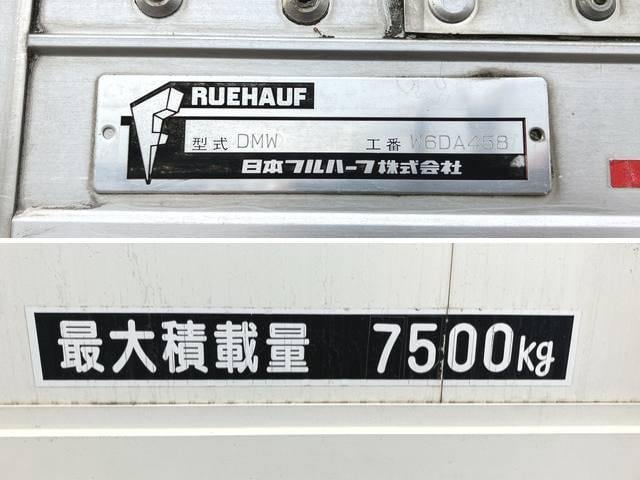 FRUEHAUF
型式 DMW 工番 W6DA458
日本フルハーフ株式会社
最大積載量 7500kg